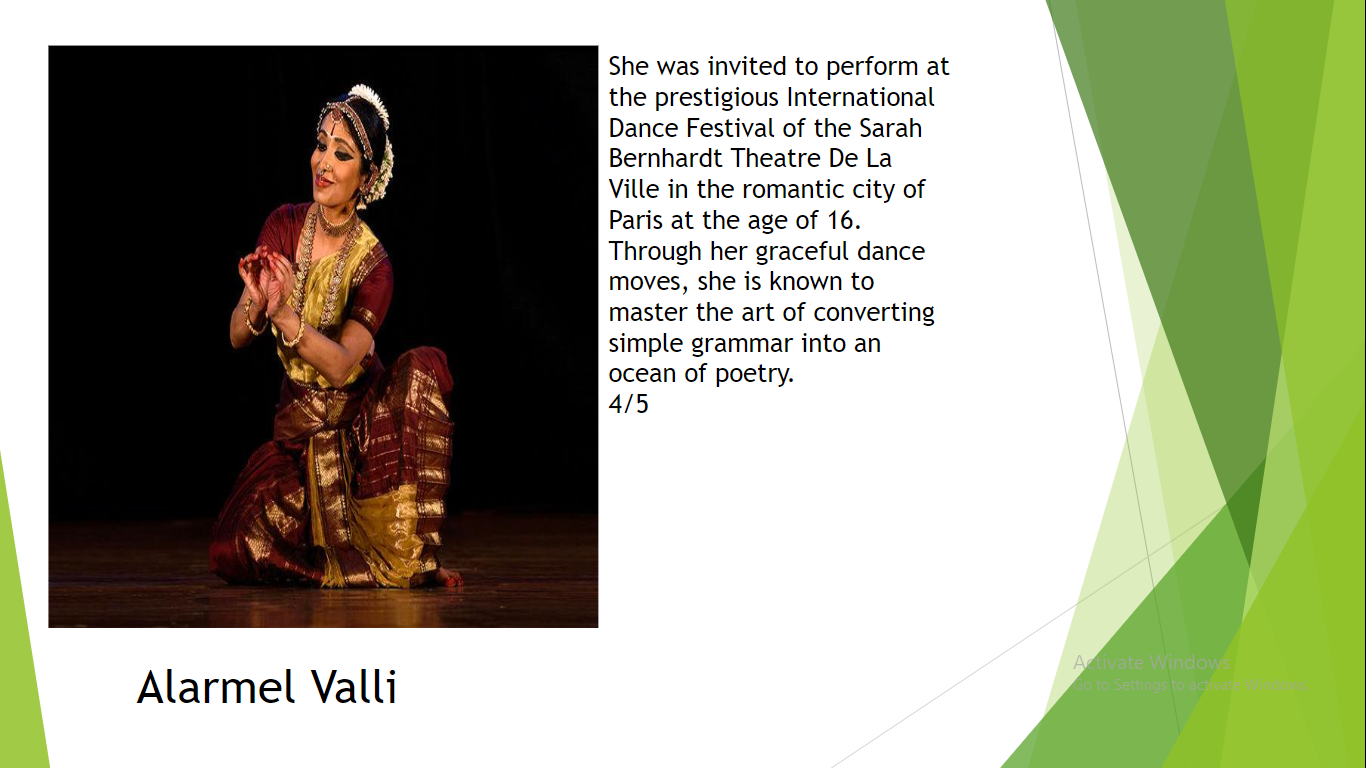 She was invited to perform at
the prestigious International
Dance Festival of the Sarah
Bernhardt Theatre De La
Ville in the romantic city of
Paris at the age of 16.
Through her graceful dance
moves, she is known to
master the art of converting
simple grammar into an
ocean of poetry.
4/5
Alarmel Valli
Activate Windows
Go to Settings to activate Windows.